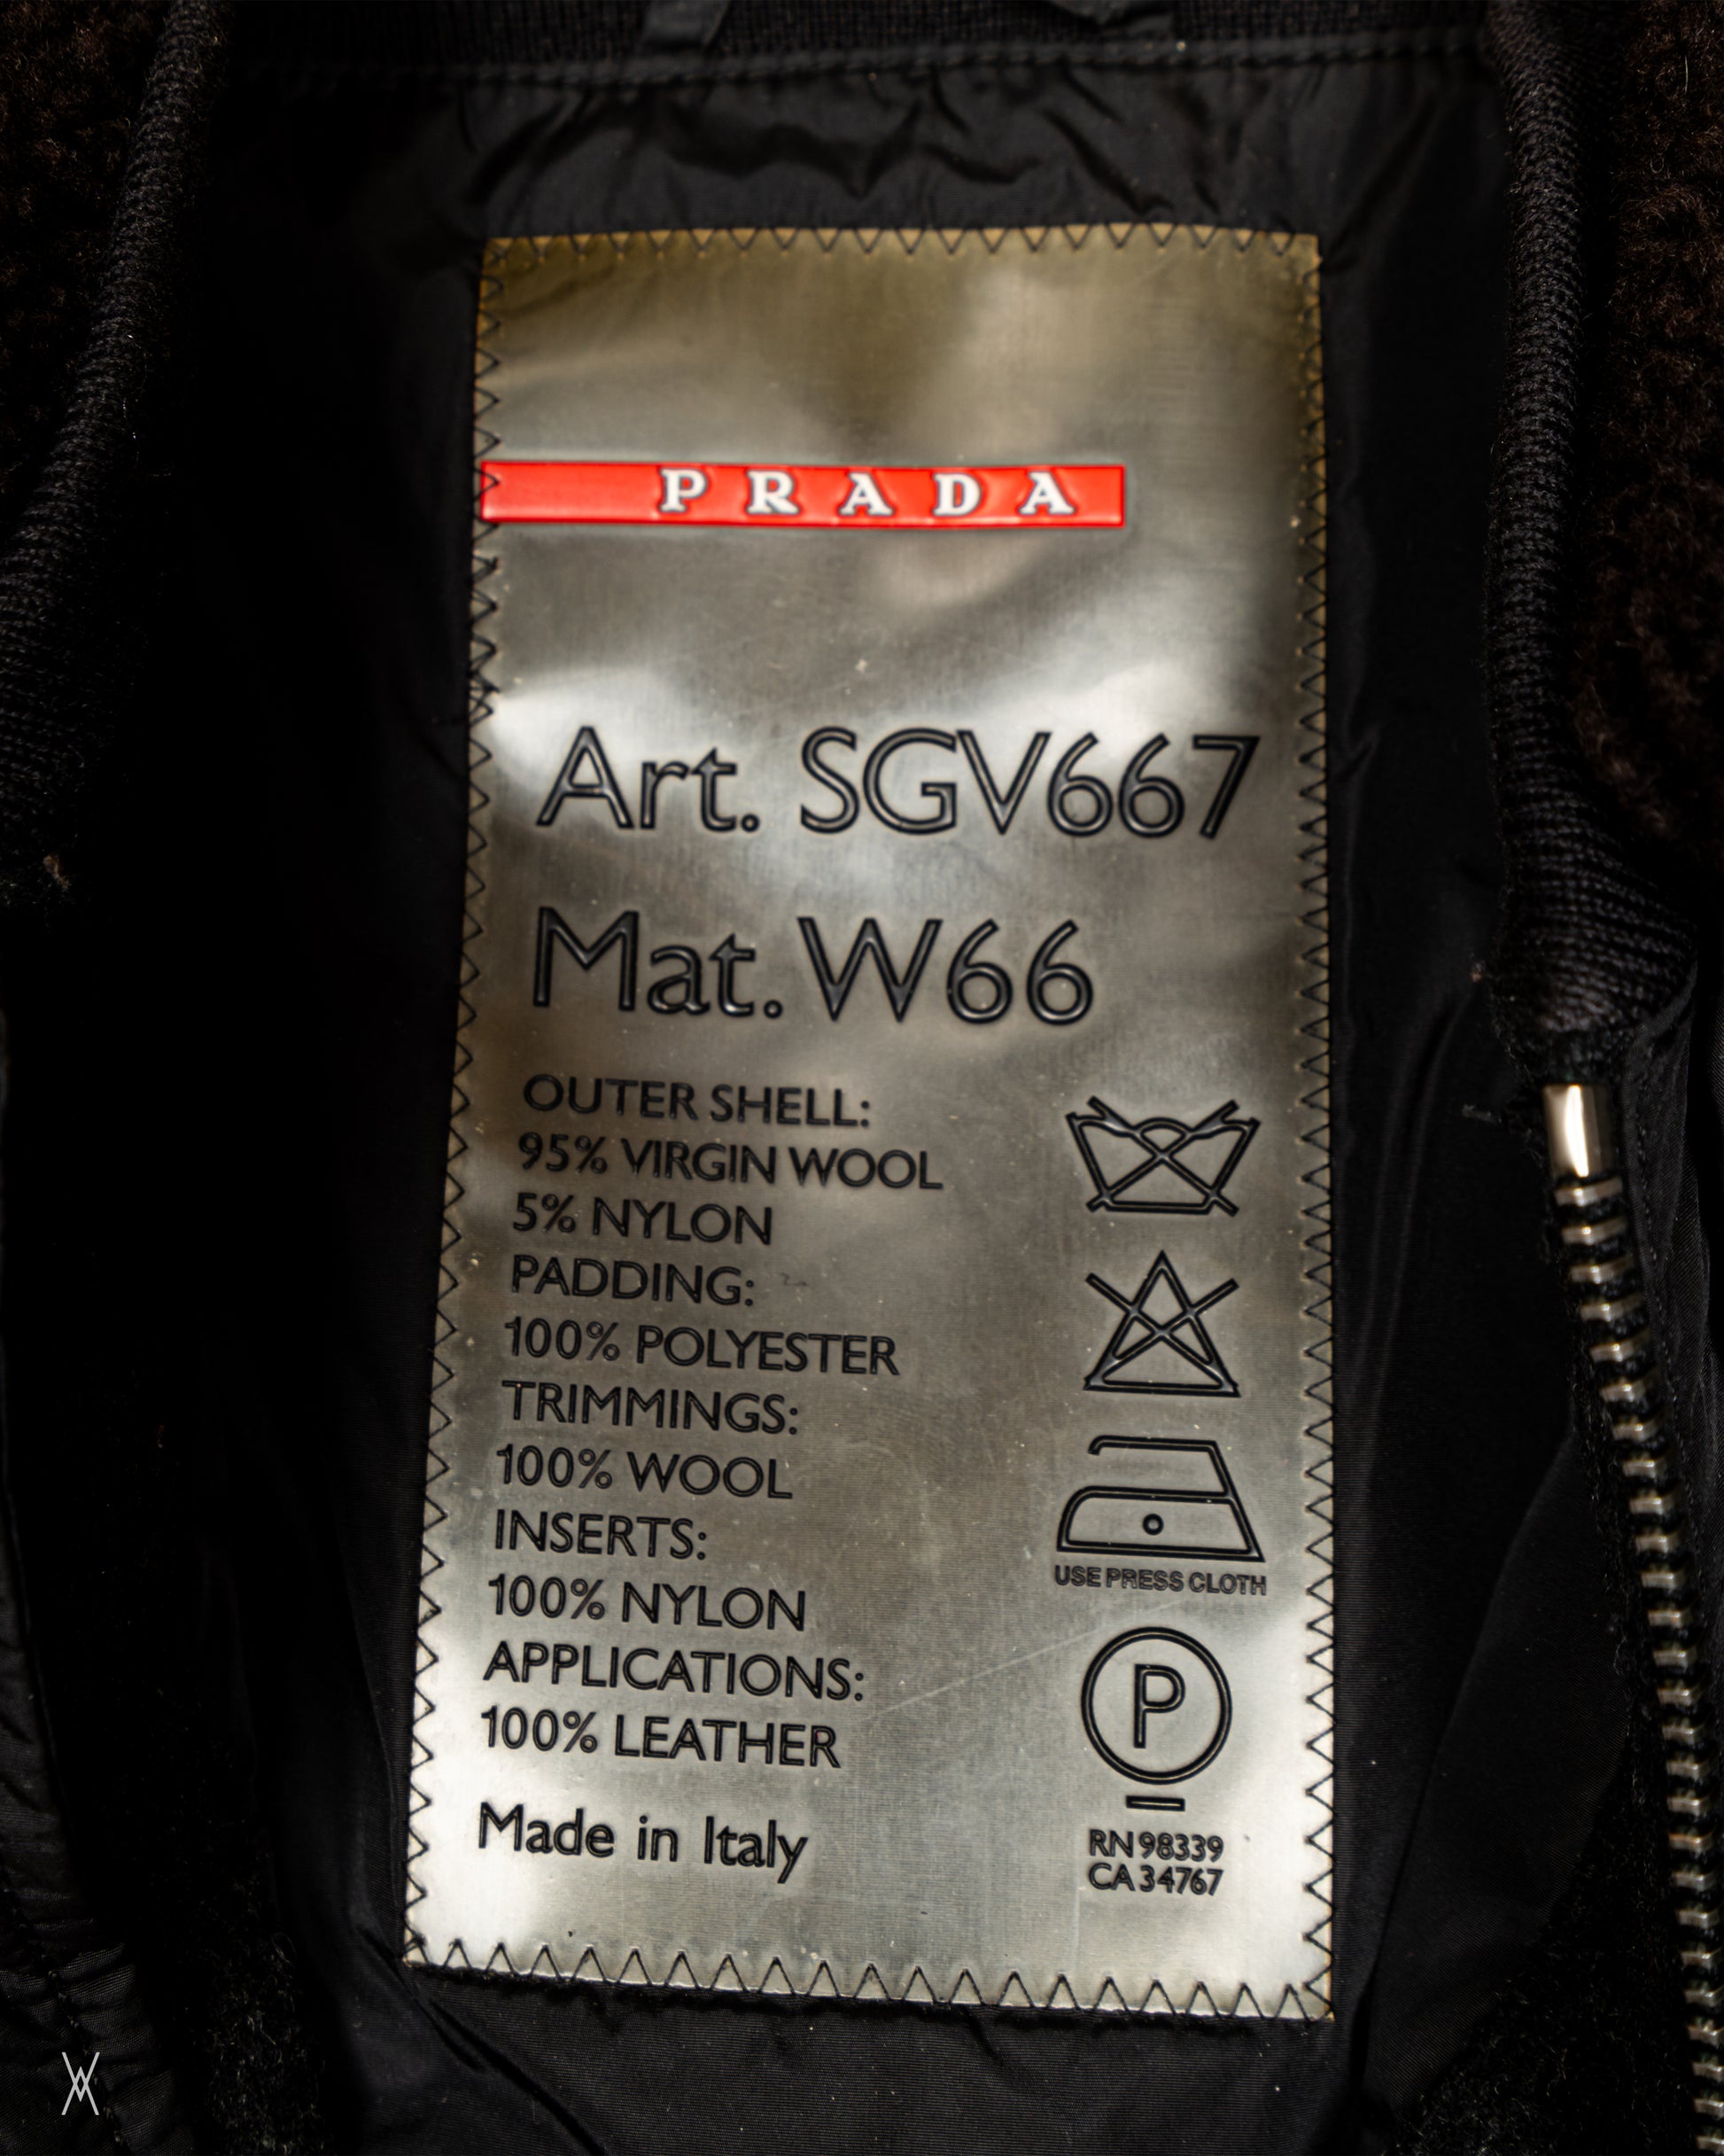 PRADA
Art. SGV667
Mat. W66
OUTER SHELL:
95% VIRGIN WOOL
5% NYLON
PADDING:
100% POLYESTER
TRIMMINGS:
100% WOOL
INSERTS:
100% NYLON
APPLICATIONS:
100% LEATHER
Made in Italy
USE PRESS CLOTH
P
RN 98339
CA 34767